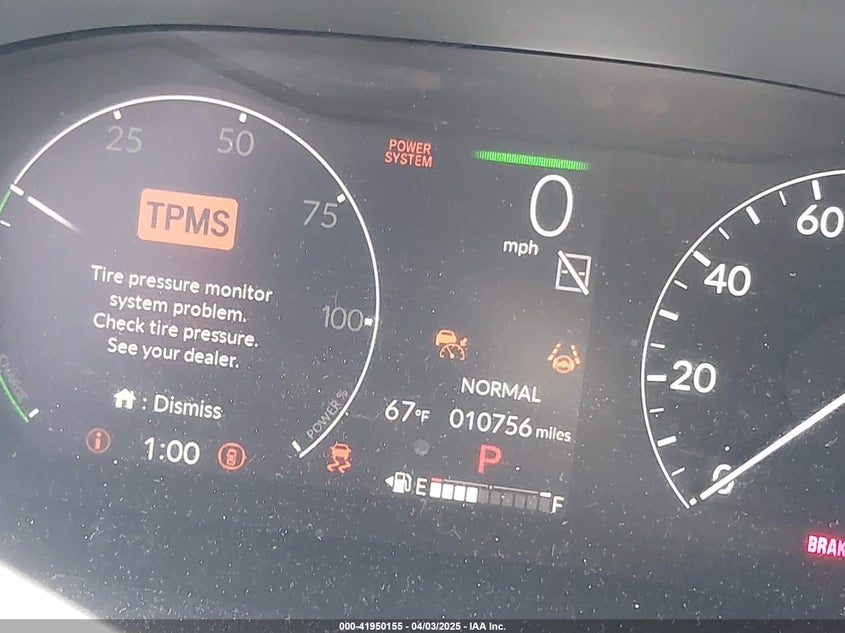 25
50
75
100
TPMS
Tire pressure monitor
system problem.
Check tire pressure.
See your dealer.
: Dismiss
1:00
CHARGE
POWER %
POWER
SYSTEM
0
mph
NORMAL
67°F
010756 miles
P
E
F
60
40
20
0
BRAK
000-41950155 - 04/03/2025 - IAA Inc.